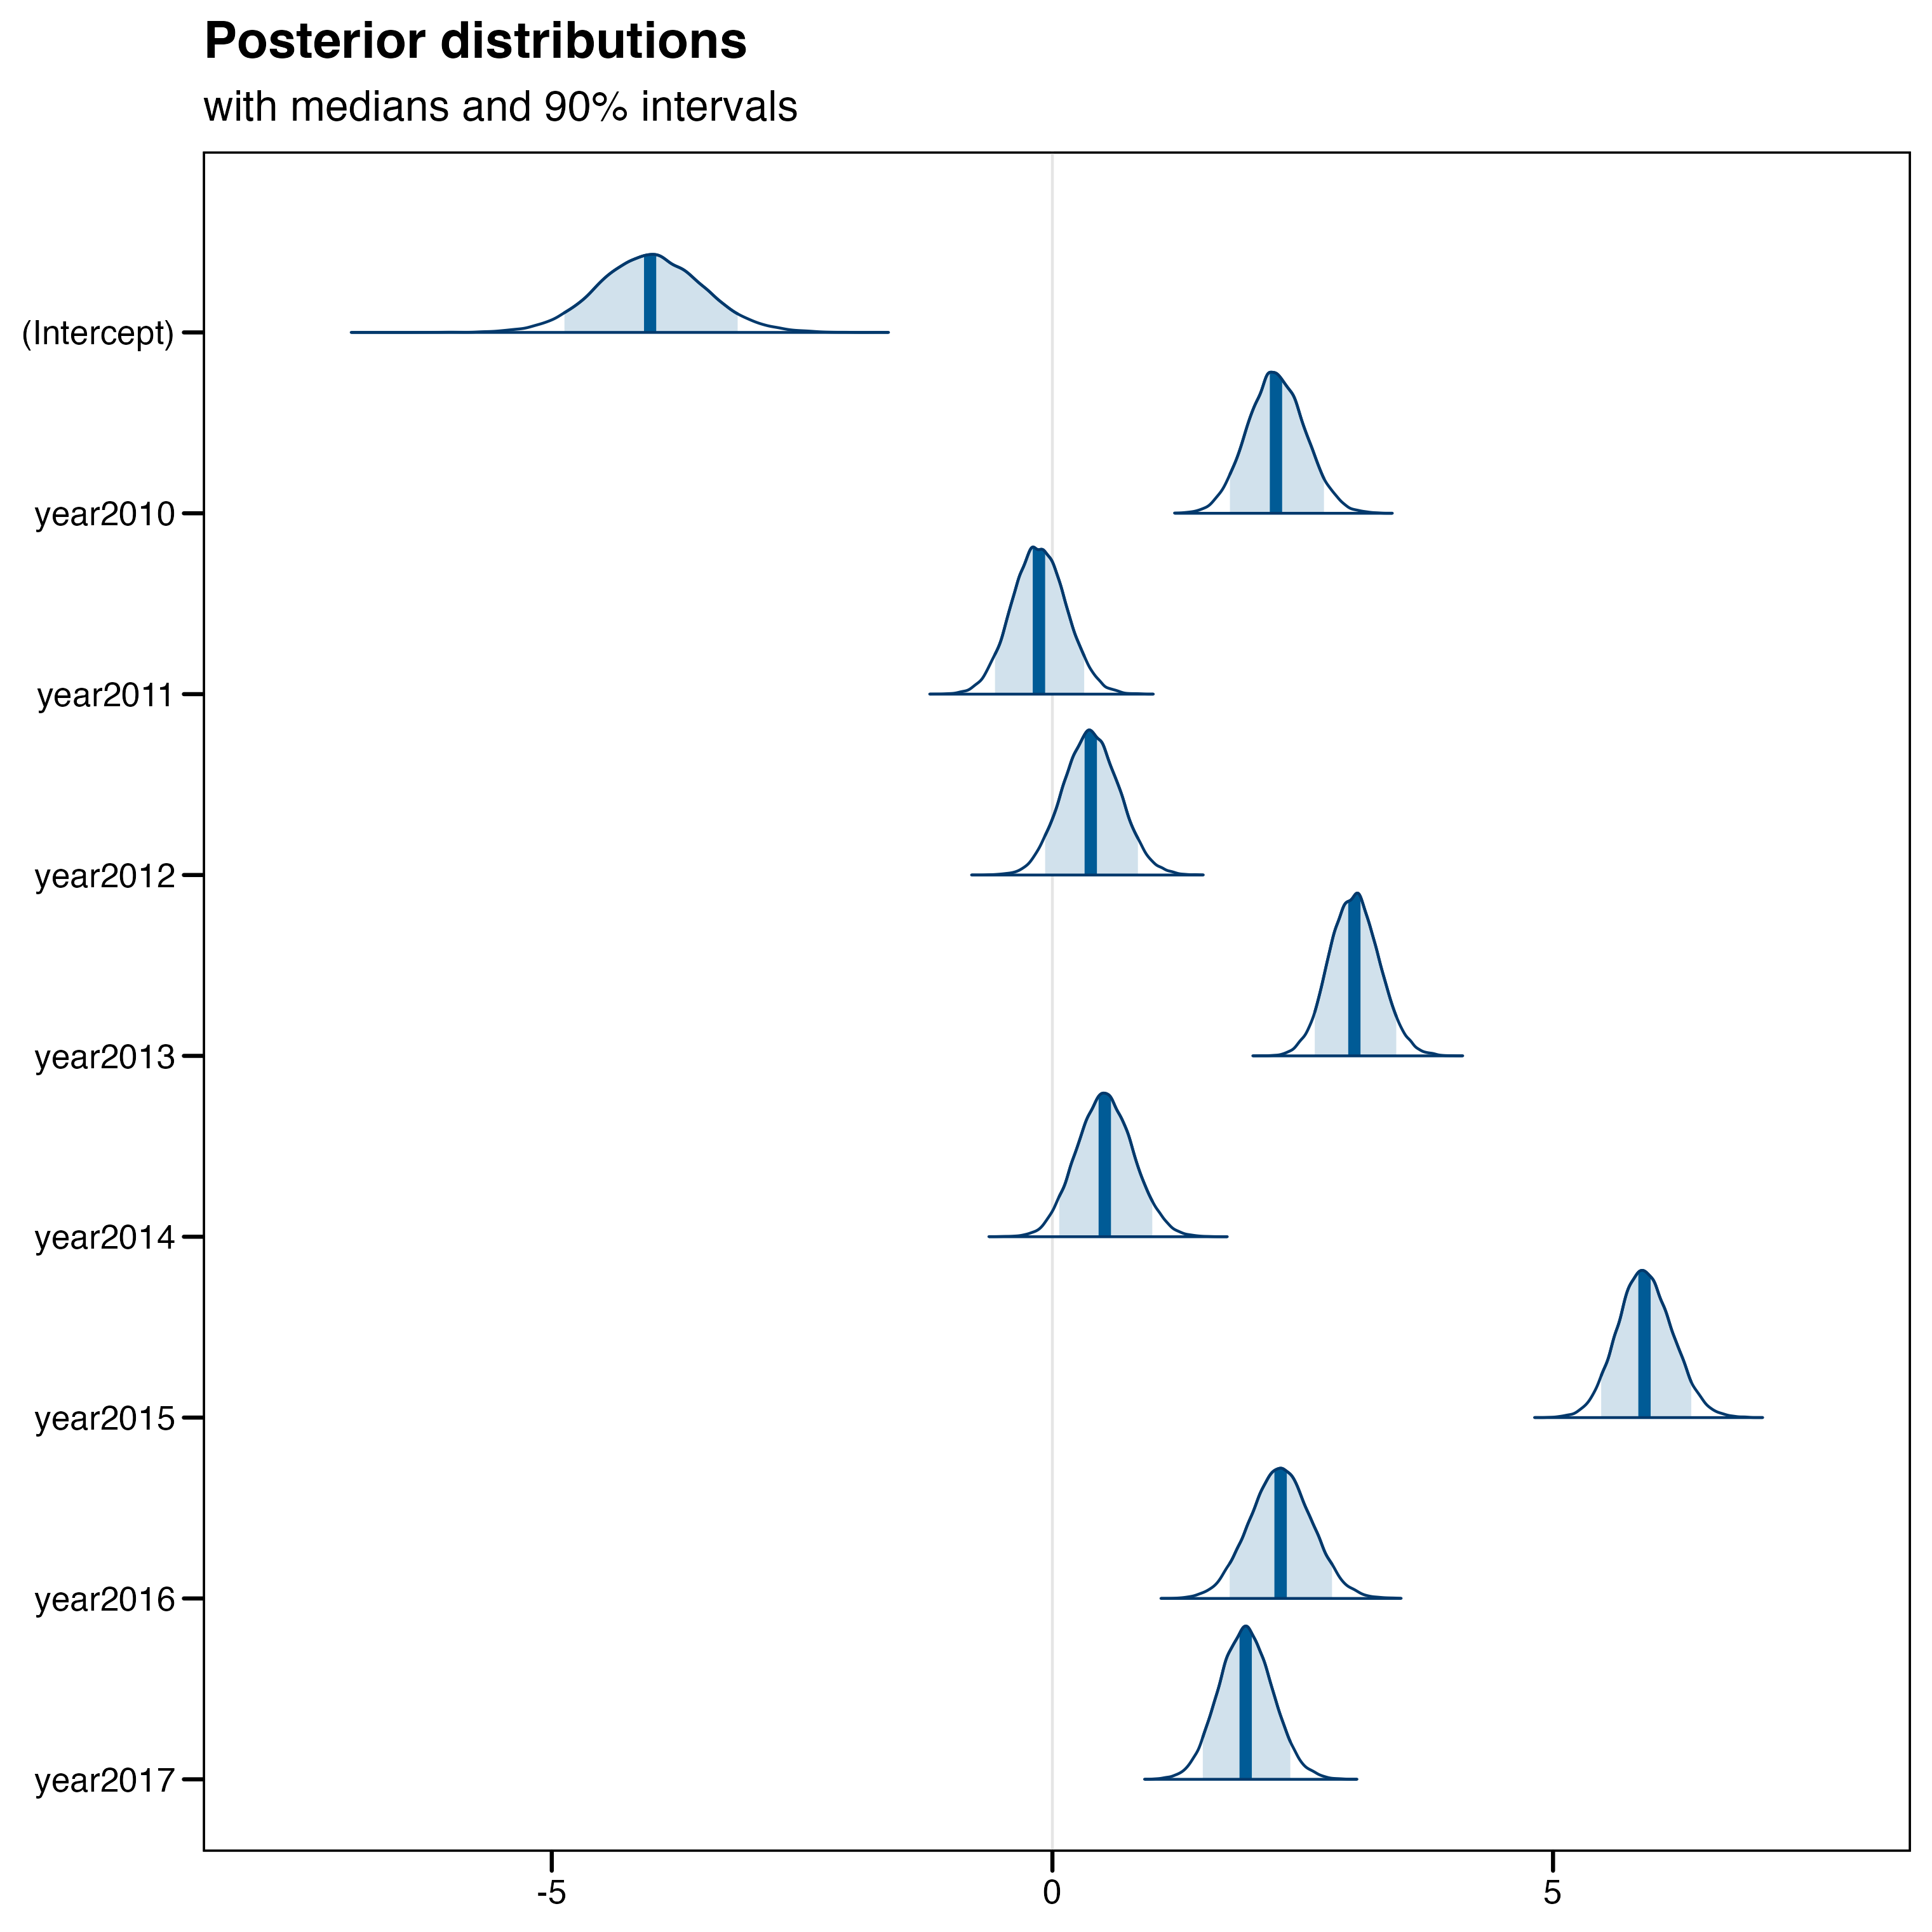 Posterior distributions
with medians and 90% intervals
(Intercept)
year2010
year2011
year2012
year2013
year2014
year2015
year2016
year2017
-5 0 5